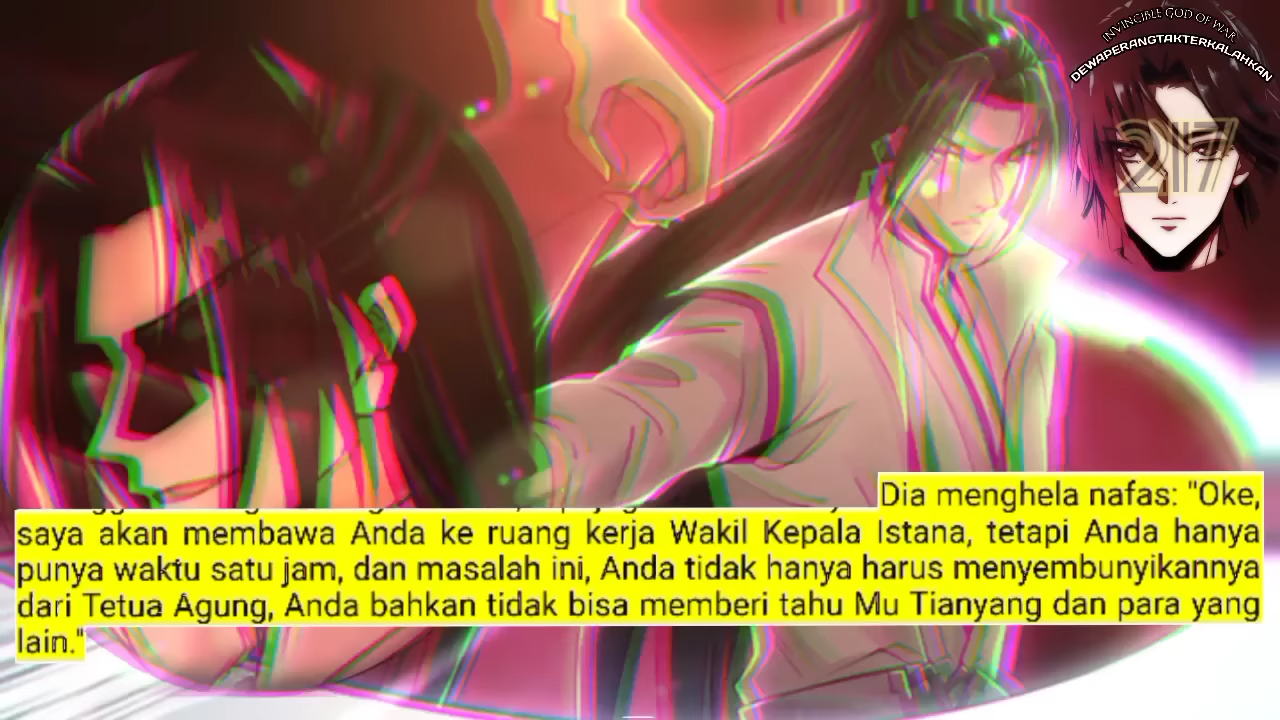 INVINCIBLE GOD OF WAR
DEWAPERANGTAKTERKALAHKAN
217
Dia menghela nafas: "Oke,
saya akan membawa Anda ke ruang kerja Wakil Kepala Istana, tetapi Anda hanya
punya waktu satu jam, dan masalah ini, Anda tidak hanya harus menyembunyikannya
dari Tetua Agung, Anda bahkan tidak bisa memberi tahu Mu Tianyang dan para yang
lain."